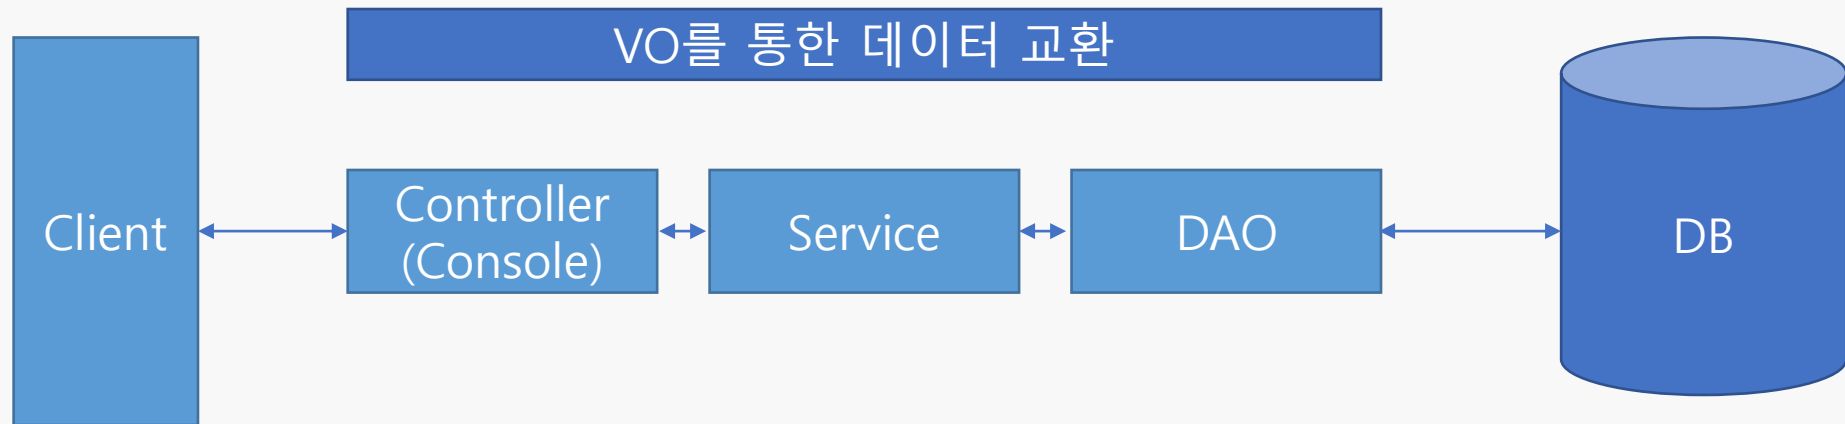 VO를 통한 데이터 교환
Client
Controller
(Console)
Service
DAO
DB